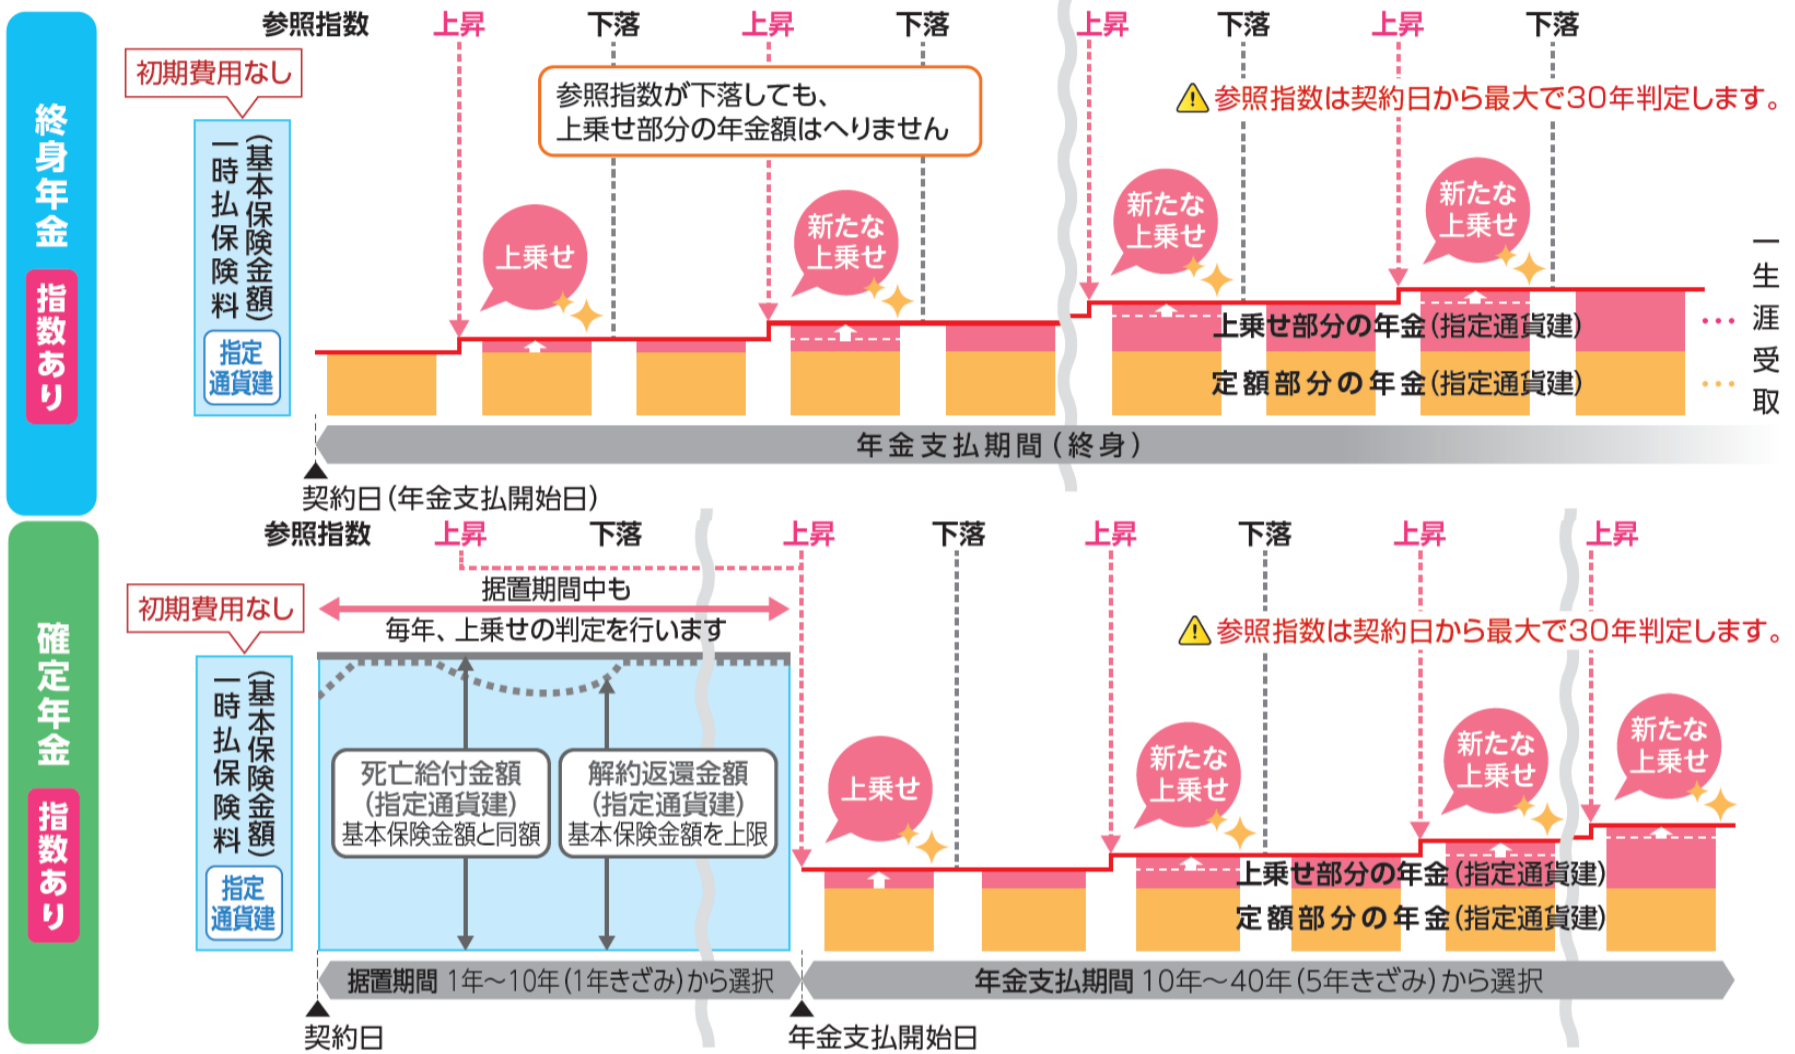 終身年金
指数あり
参照指数
上昇
下落
上昇
下落
上昇
下落
上昇
下落
初期費用なし
一時払保険料
(基本保険金額)
指定
通貨建
参照指数が下落しても、
上乗せ部分の年金額はへりません
参照指数は契約日から最大で30年判定します。
上乗せ
新たな
上乗せ
新たな
上乗せ
新たな
上乗せ
上乗せ部分の年金(指定通貨建)
定額部分の年金(指定通貨建)
…
…
一生涯受取
年金支払期間(終身)
契約日(年金支払開始日)
確定年金
指数あり
参照指数
上昇
下落
上昇
下落
上昇
下落
上昇
上昇
初期費用なし
一時払保険料
(基本保険金額)
指定
通貨建
据置期間中も
毎年、上乗せの判定を行います
参照指数は契約日から最大で30年判定します。
死亡給付金額
(指定通貨建)
基本保険金額と同額
解約返還金額
(指定通貨建)
基本保険金額を上限
上乗せ
新たな
上乗せ
新たな
上乗せ
新たな
上乗せ
上乗せ部分の年金(指定通貨建)
定額部分の年金(指定通貨建)
据置期間 1年〜10年(1年きざみ)から選択
年金支払期間 10年〜40年(5年きざみ)から選択
契約日
年金支払開始日